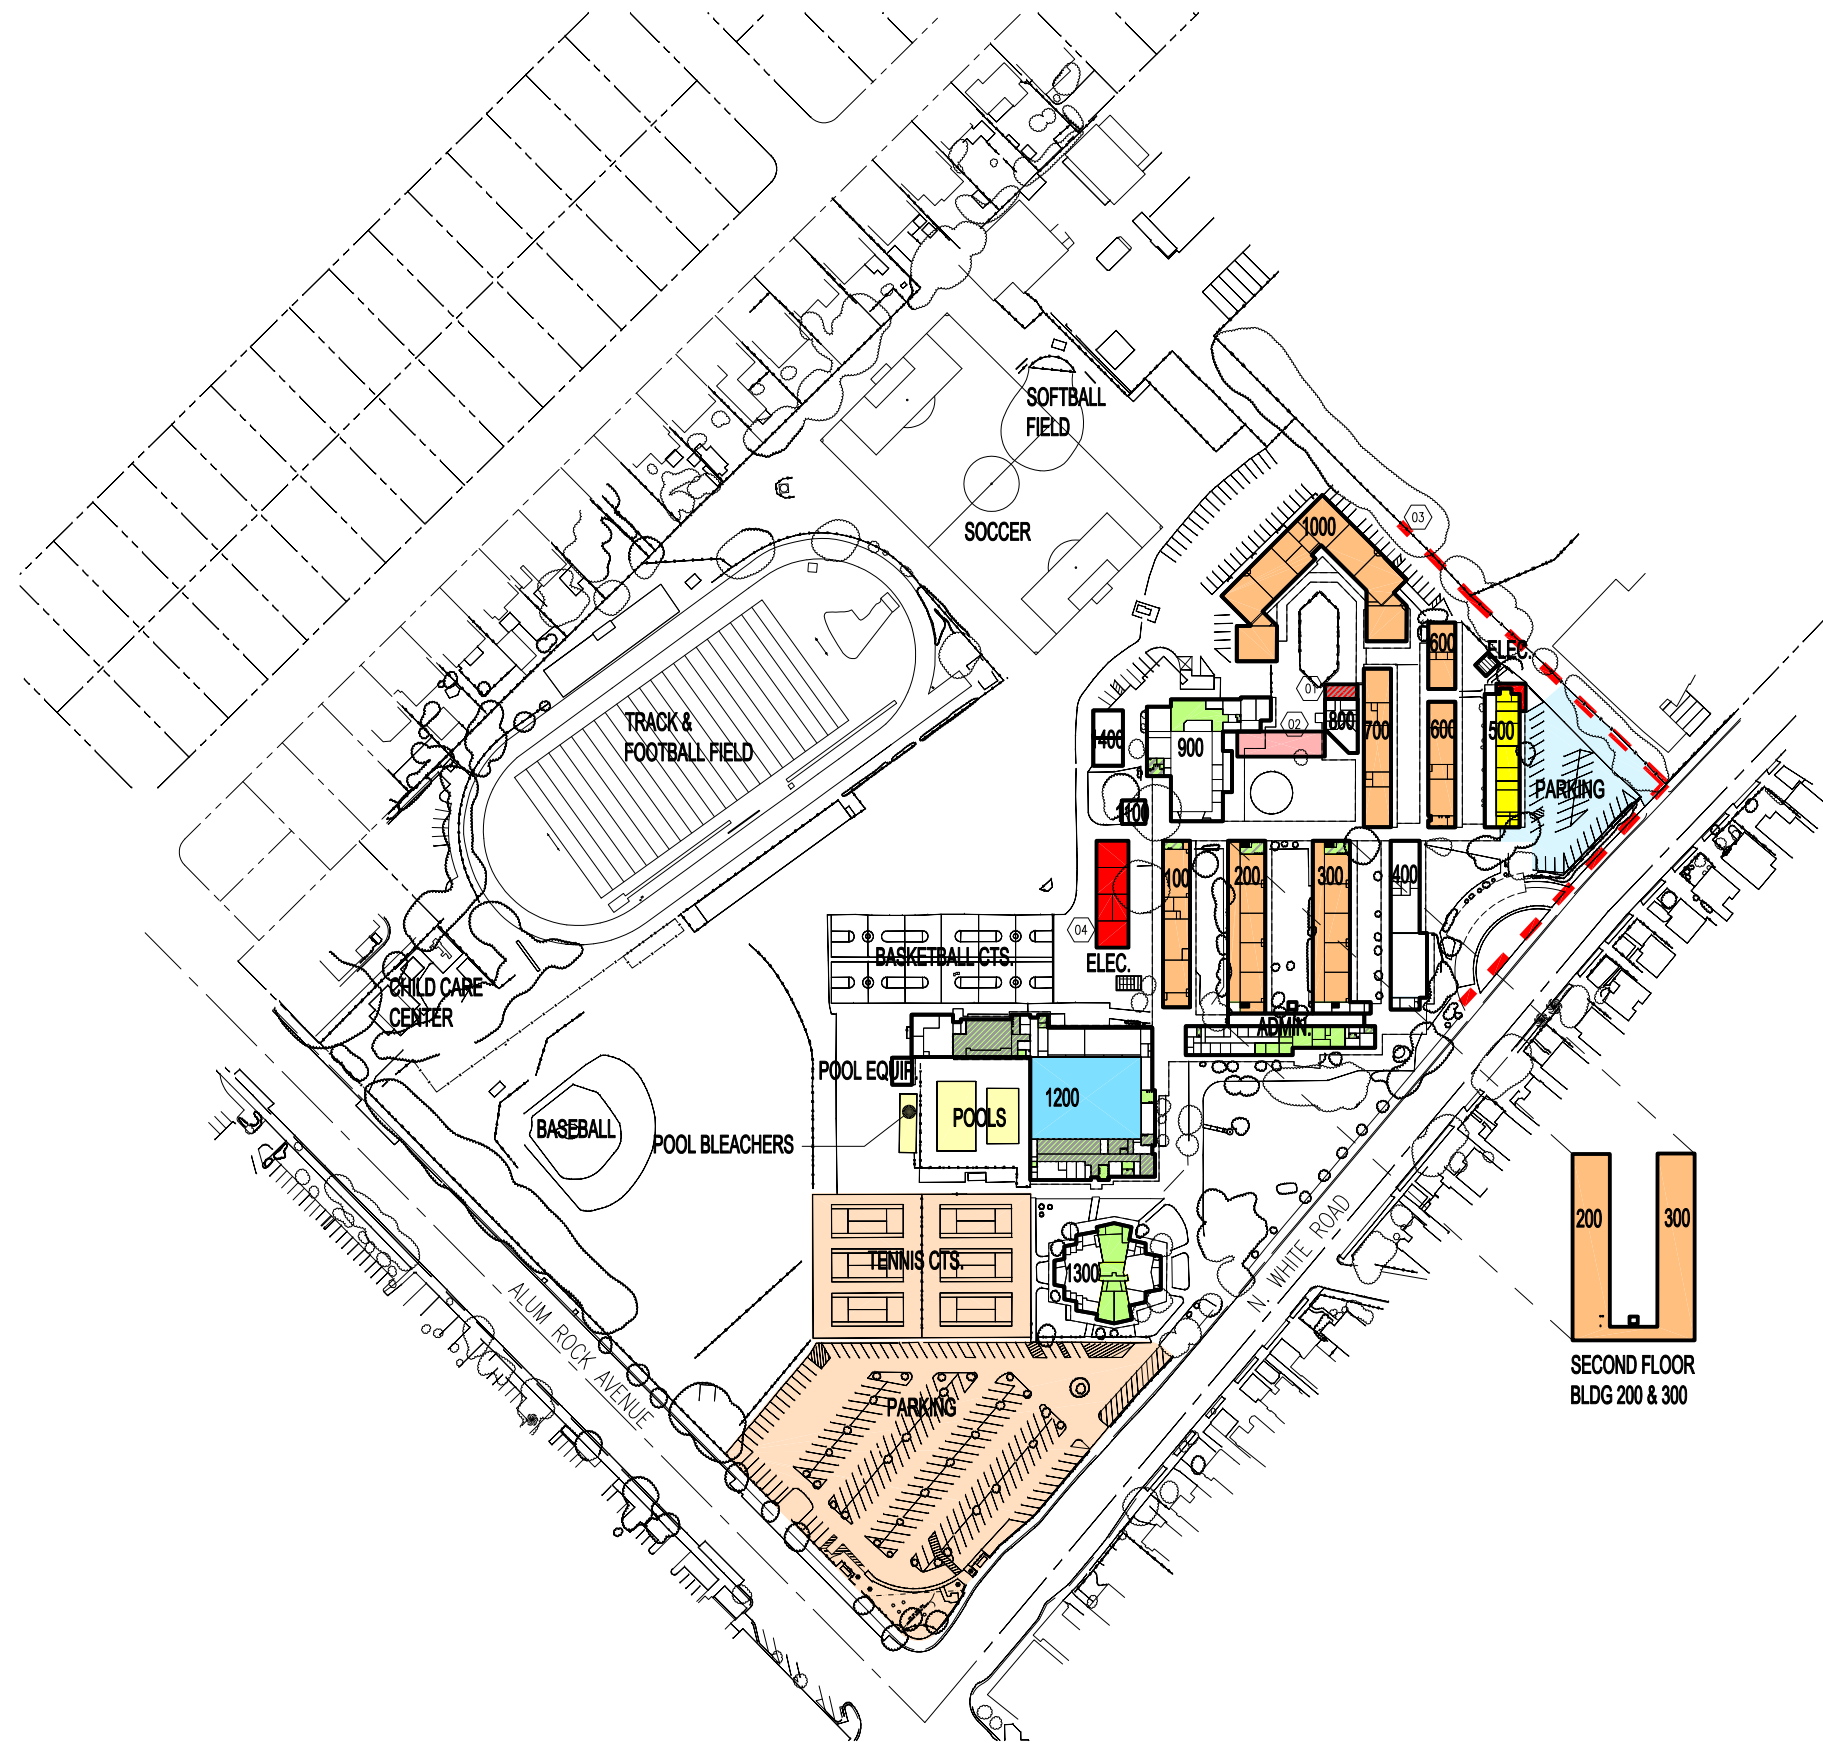 SOFTBALL
FIELD
SOCCER
1000
03
600
ELEC.
01
02
800
TRACK &
FOOTBALL FIELD
1400
900
700
600
500
PARKING
1100
100
200
300
400
04
ELEC.
BASKETBALL CTS.
CHILD CARE
CENTER
ADMIN.
POOL EQUIP.
1200
POOLS
BASEBALL
POOL BLEACHERS
TENNIS CTS.
1300
N. WHITE ROAD
200
300
ALUM ROCK AVENUE
SECOND FLOOR
BLDG 200 & 300
PARKING